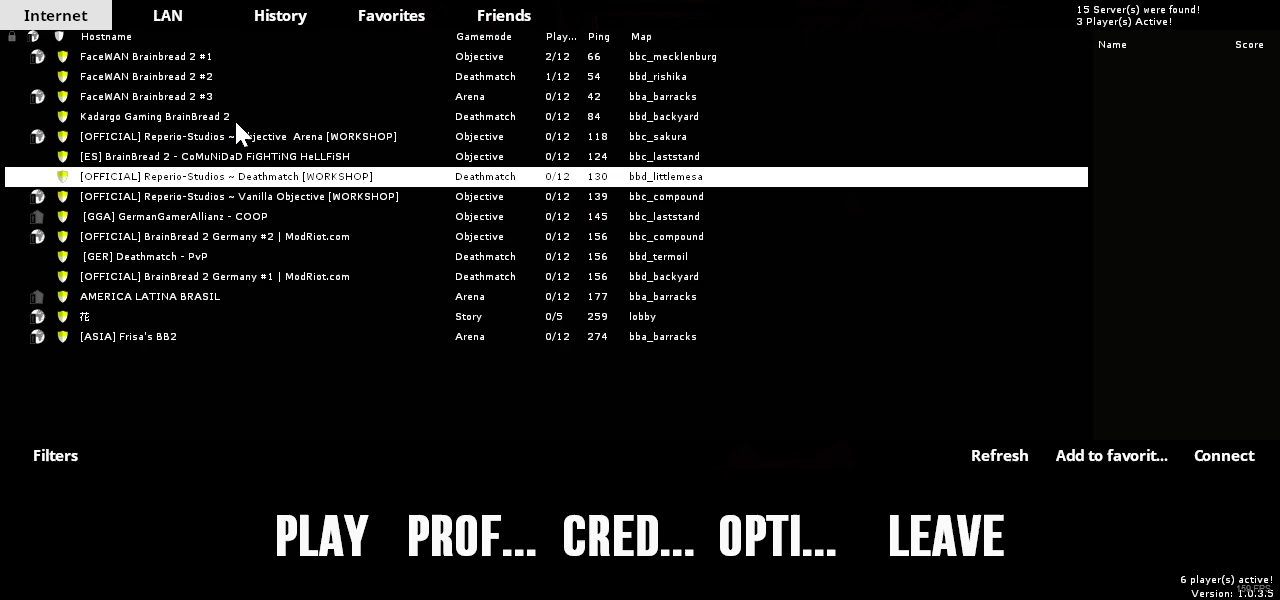 Internet LAN History Favorites Friends
15 Server(s) were found!
3 Player(s) Active!
Hostname Gamemode Play... Ping Map
Name Score
FaceWAN Brainbread 2 #1 Objective 2/12 66 bbc_mecklenburg
FaceWAN Brainbread 2 #2 Deathmatch 1/12 54 bbd_rishika
FaceWAN Brainbread 2 #3 Arena 0/12 42 bba_barracks
Kadargo Gaming BrainBread 2 Deathmatch 0/12 84 bbd_backyard
[OFFICIAL] Reperio-Studios ~ Arena [WORKSHOP] Objective 0/12 118 bbc_sakura
[ES] BrainBread 2 - CoMuNiDaD FiGHTiNG HeLLFiSH Objective 0/12 124 bbc_laststand
[OFFICIAL] Reperio-Studios ~ Deathmatch [WORKSHOP] Deathmatch 0/12 130 bbd_littlemesa
[OFFICIAL] Reperio-Studios ~ Vanilla Objective [WORKSHOP] Objective 0/12 139 bbc_compound
[GGA] GermanGamerAllianz - COOP Objective 0/12 145 bbc_laststand
[OFFICIAL] BrainBread 2 Germany #2 | ModRiot.com Objective 0/12 156 bbc_compound
[GER] Deathmatch - PvP Deathmatch 0/12 156 bbd_termoil
[OFFICIAL] BrainBread 2 Germany #1 | ModRiot.com Deathmatch 0/12 156 bbd_backyard
AMERICA LATINA BRASIL Arena 0/12 177 bba_barracks
花 Story 0/5 259 lobby
[ASIA] Frisa's BB2 Arena 0/12 274 bba_barracks
Filters Refresh Add to favorit... Connect
PLAY PROF... CRED... OPTI... LEAVE
6 player(s) active!
Version: 1.0.3.5